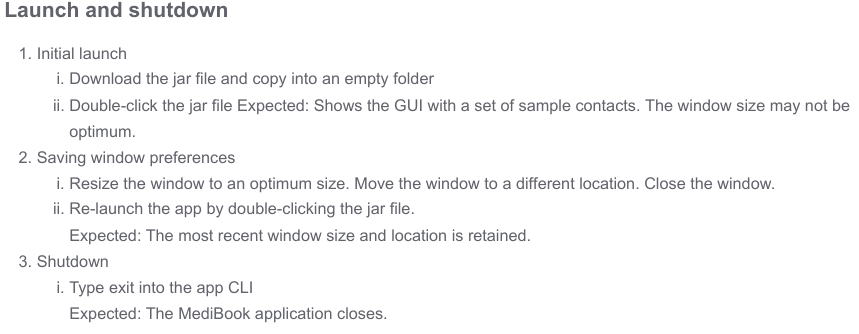 Launch and shutdown
1. Initial launch
i. Download the jar file and copy into an empty folder
ii. Double-click the jar file Expected: Shows the GUI with a set of sample contacts. The window size may not be
optimum.
2. Saving window preferences
i. Resize the window to an optimum size. Move the window to a different location. Close the window.
ii. Re-launch the app by double-clicking the jar file.
Expected: The most recent window size and location is retained.
3. Shutdown
i. Type exit into the app CLI
Expected: The MediBook application closes.